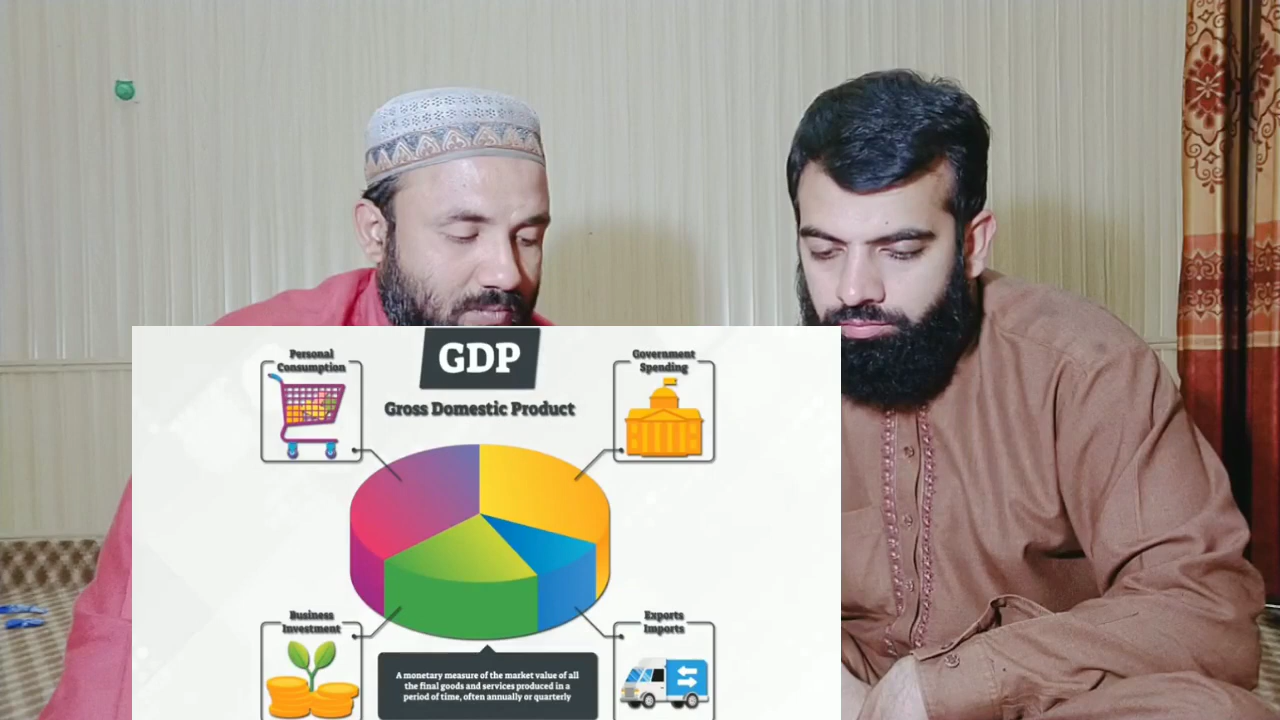 GDP
Gross Domestic Product
Personal
Consumption
Government
Spending
Business
Investment
Exports
Imports
A monetary measure of the market value of all
the final goods and services produced in a
period of time, often annually or quarterly